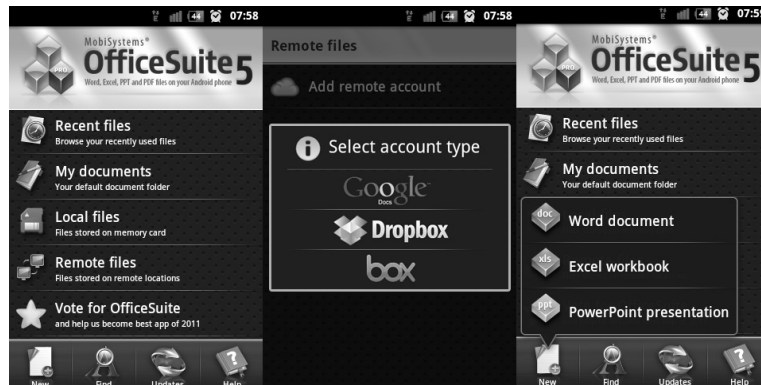 44 07:58
MobiSystems®
OfficeSuite 5
PRO
Word, Excel, PPT and PDF files on your Android phone
Recent files
Browse your recently used files
My documents
Your default document folder
Local files
Files stored on memory card
Remote files
Files stored on remote locations
Vote for OfficeSuite
and help us become best app of 2011
New Find Updates Help
44 07:58
Remote files
Add remote account
Select account type
Google
Docs
Dropbox
box
44 07:59
MobiSystems®
OfficeSuite 5
PRO
Word, Excel, PPT and PDF files on your Android phone
Recent files
Browse your recently used files
My documents
Your default document folder
doc Word document
xls Excel workbook
ppt PowerPoint presentation
New Find Updates Help